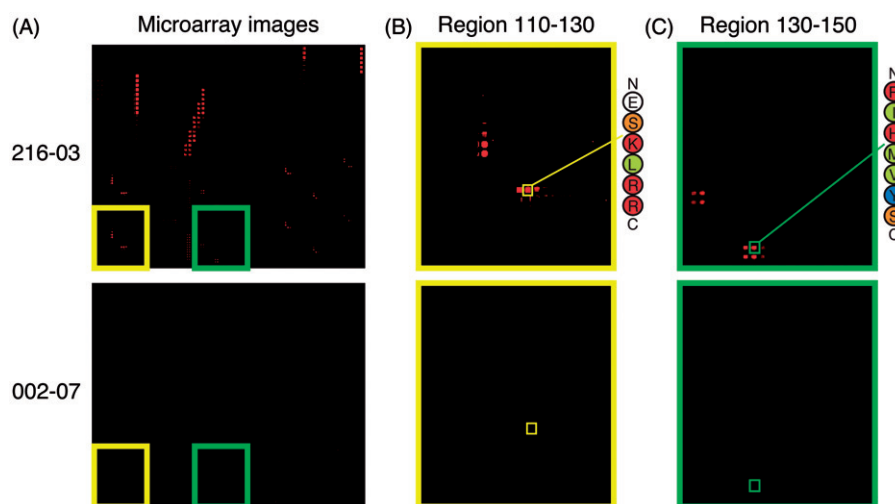 (A) Microarray images
(B) Region 110-130
(C) Region 130-150
216-03
002-07
N
E
S
K
L
R
R
C
N
M
S
C